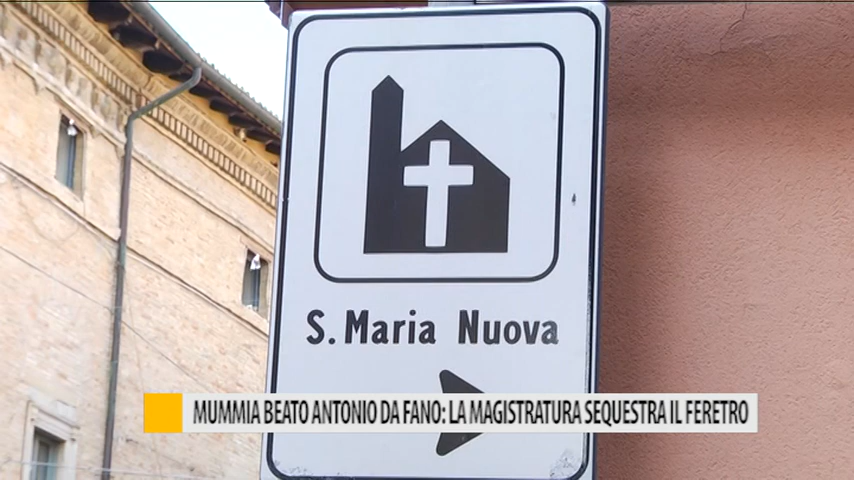 S. Maria Nuova
MUMMIA BEATO ANTONIO DA FANO: LA MAGISTRATURA SEQUESTRA IL FERETRO